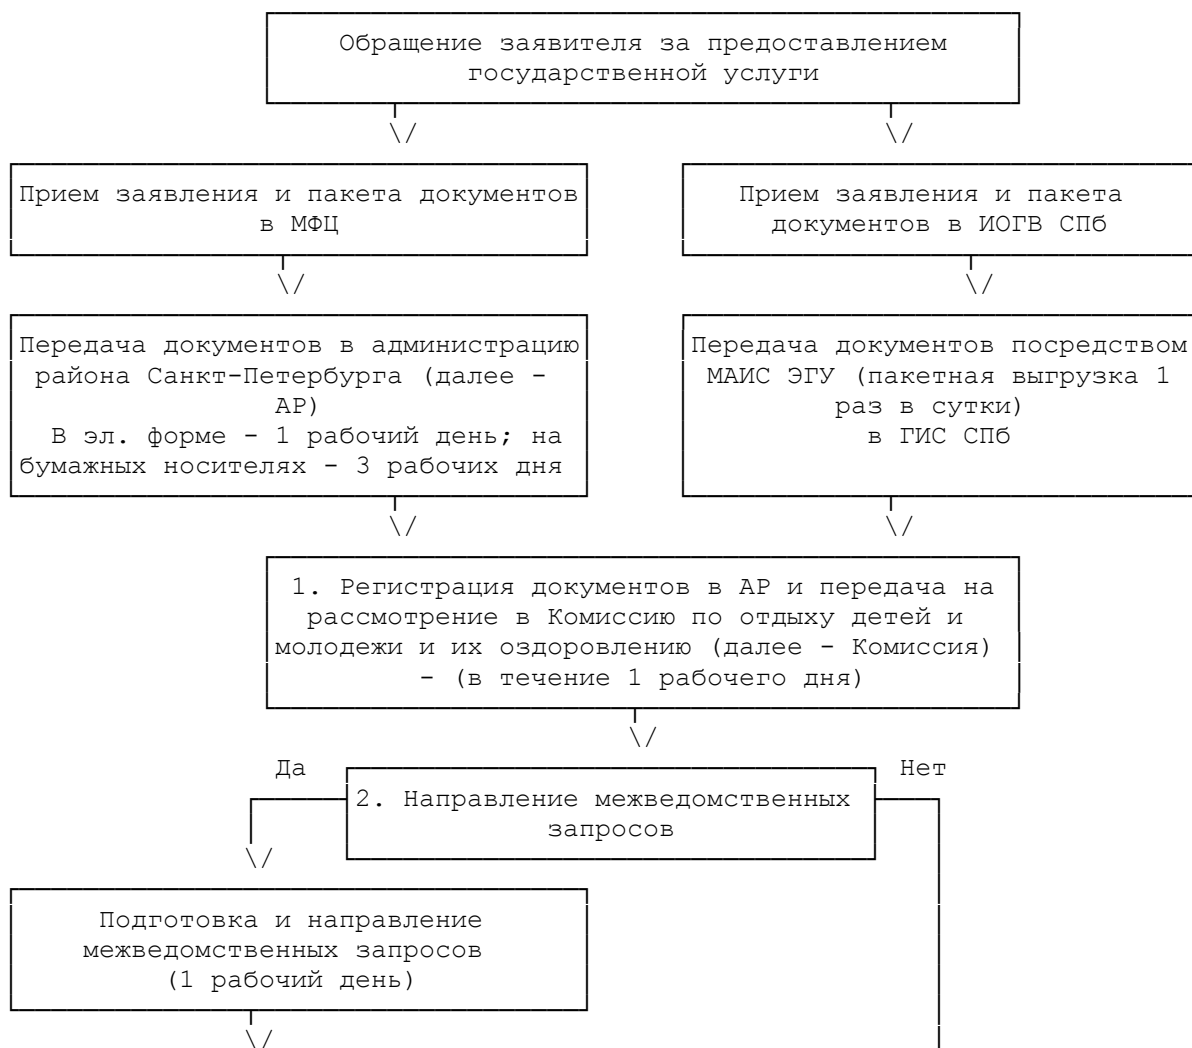 Обращение заявителя за предоставлением
государственной услуги
Прием заявления и пакета документов
в МФЦ
Прием заявления и пакета
документов в ИОГВ СПб
Передача документов в администрацию
района Санкт-Петербурга (далее -
АР)
В эл. форме - 1 рабочий день; на
бумажных носителях - 3 рабочих дня
Передача документов посредством
МАИС ЭГУ (пакетная выгрузка 1
раз в сутки)
в ГИС СПб
1. Регистрация документов в АР и передача на
рассмотрение в Комиссию по отдыху детей и
молодежи и их оздоровлению (далее - Комиссия)
- (в течение 1 рабочего дня)
Да
Нет
2. Направление межведомственных
запросов
Подготовка и направление
межведомственных запросов
(1 рабочий день)